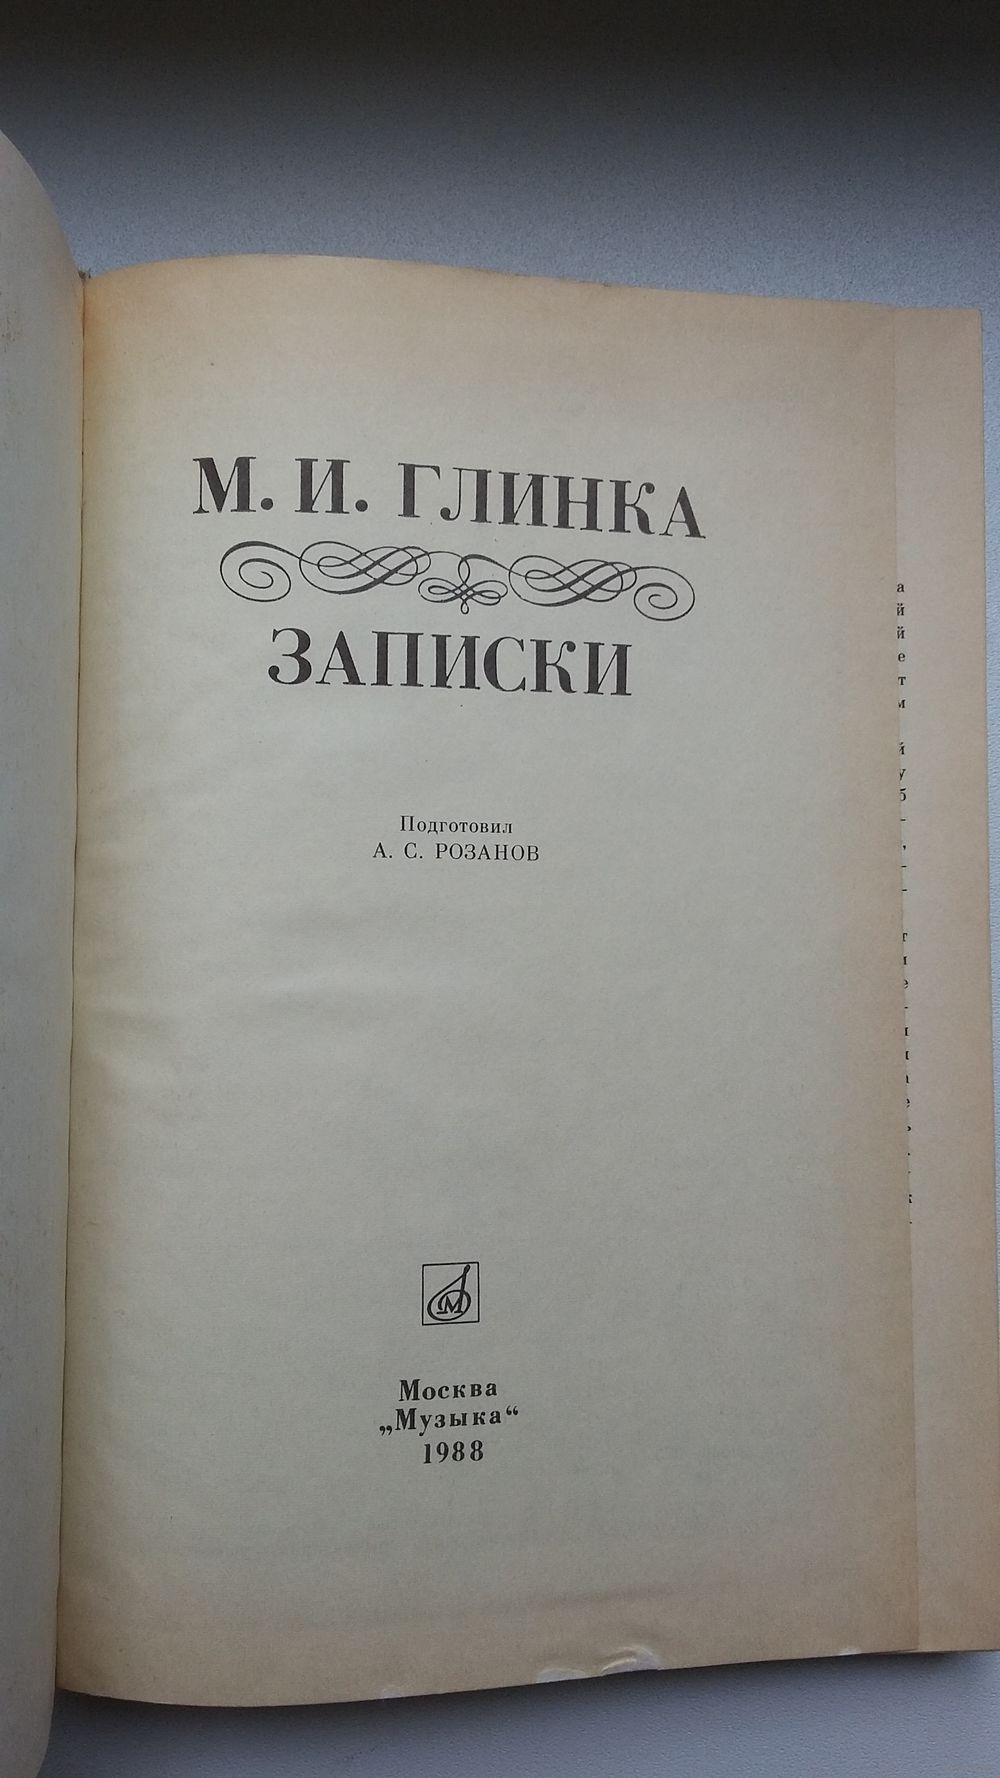 М. И. ГЛИНКА
ЗАПИСКИ
Подготовил
А. С. РОЗАНОВ
М
Москва
„Музыка“
1988